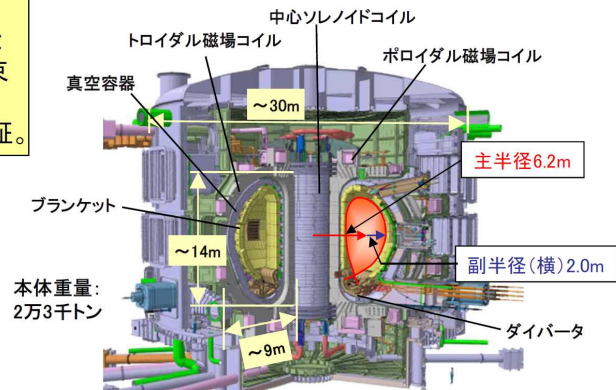 束
証。
中心ソレノイドコイル
トロイダル磁場コイル
ポロイダル磁場コイル
真空容器
～30m
主半径6.2m
ブランケット
～14m
副半径(横)2.0m
本体重量:
2万3千トン
ダイバータ
～9m